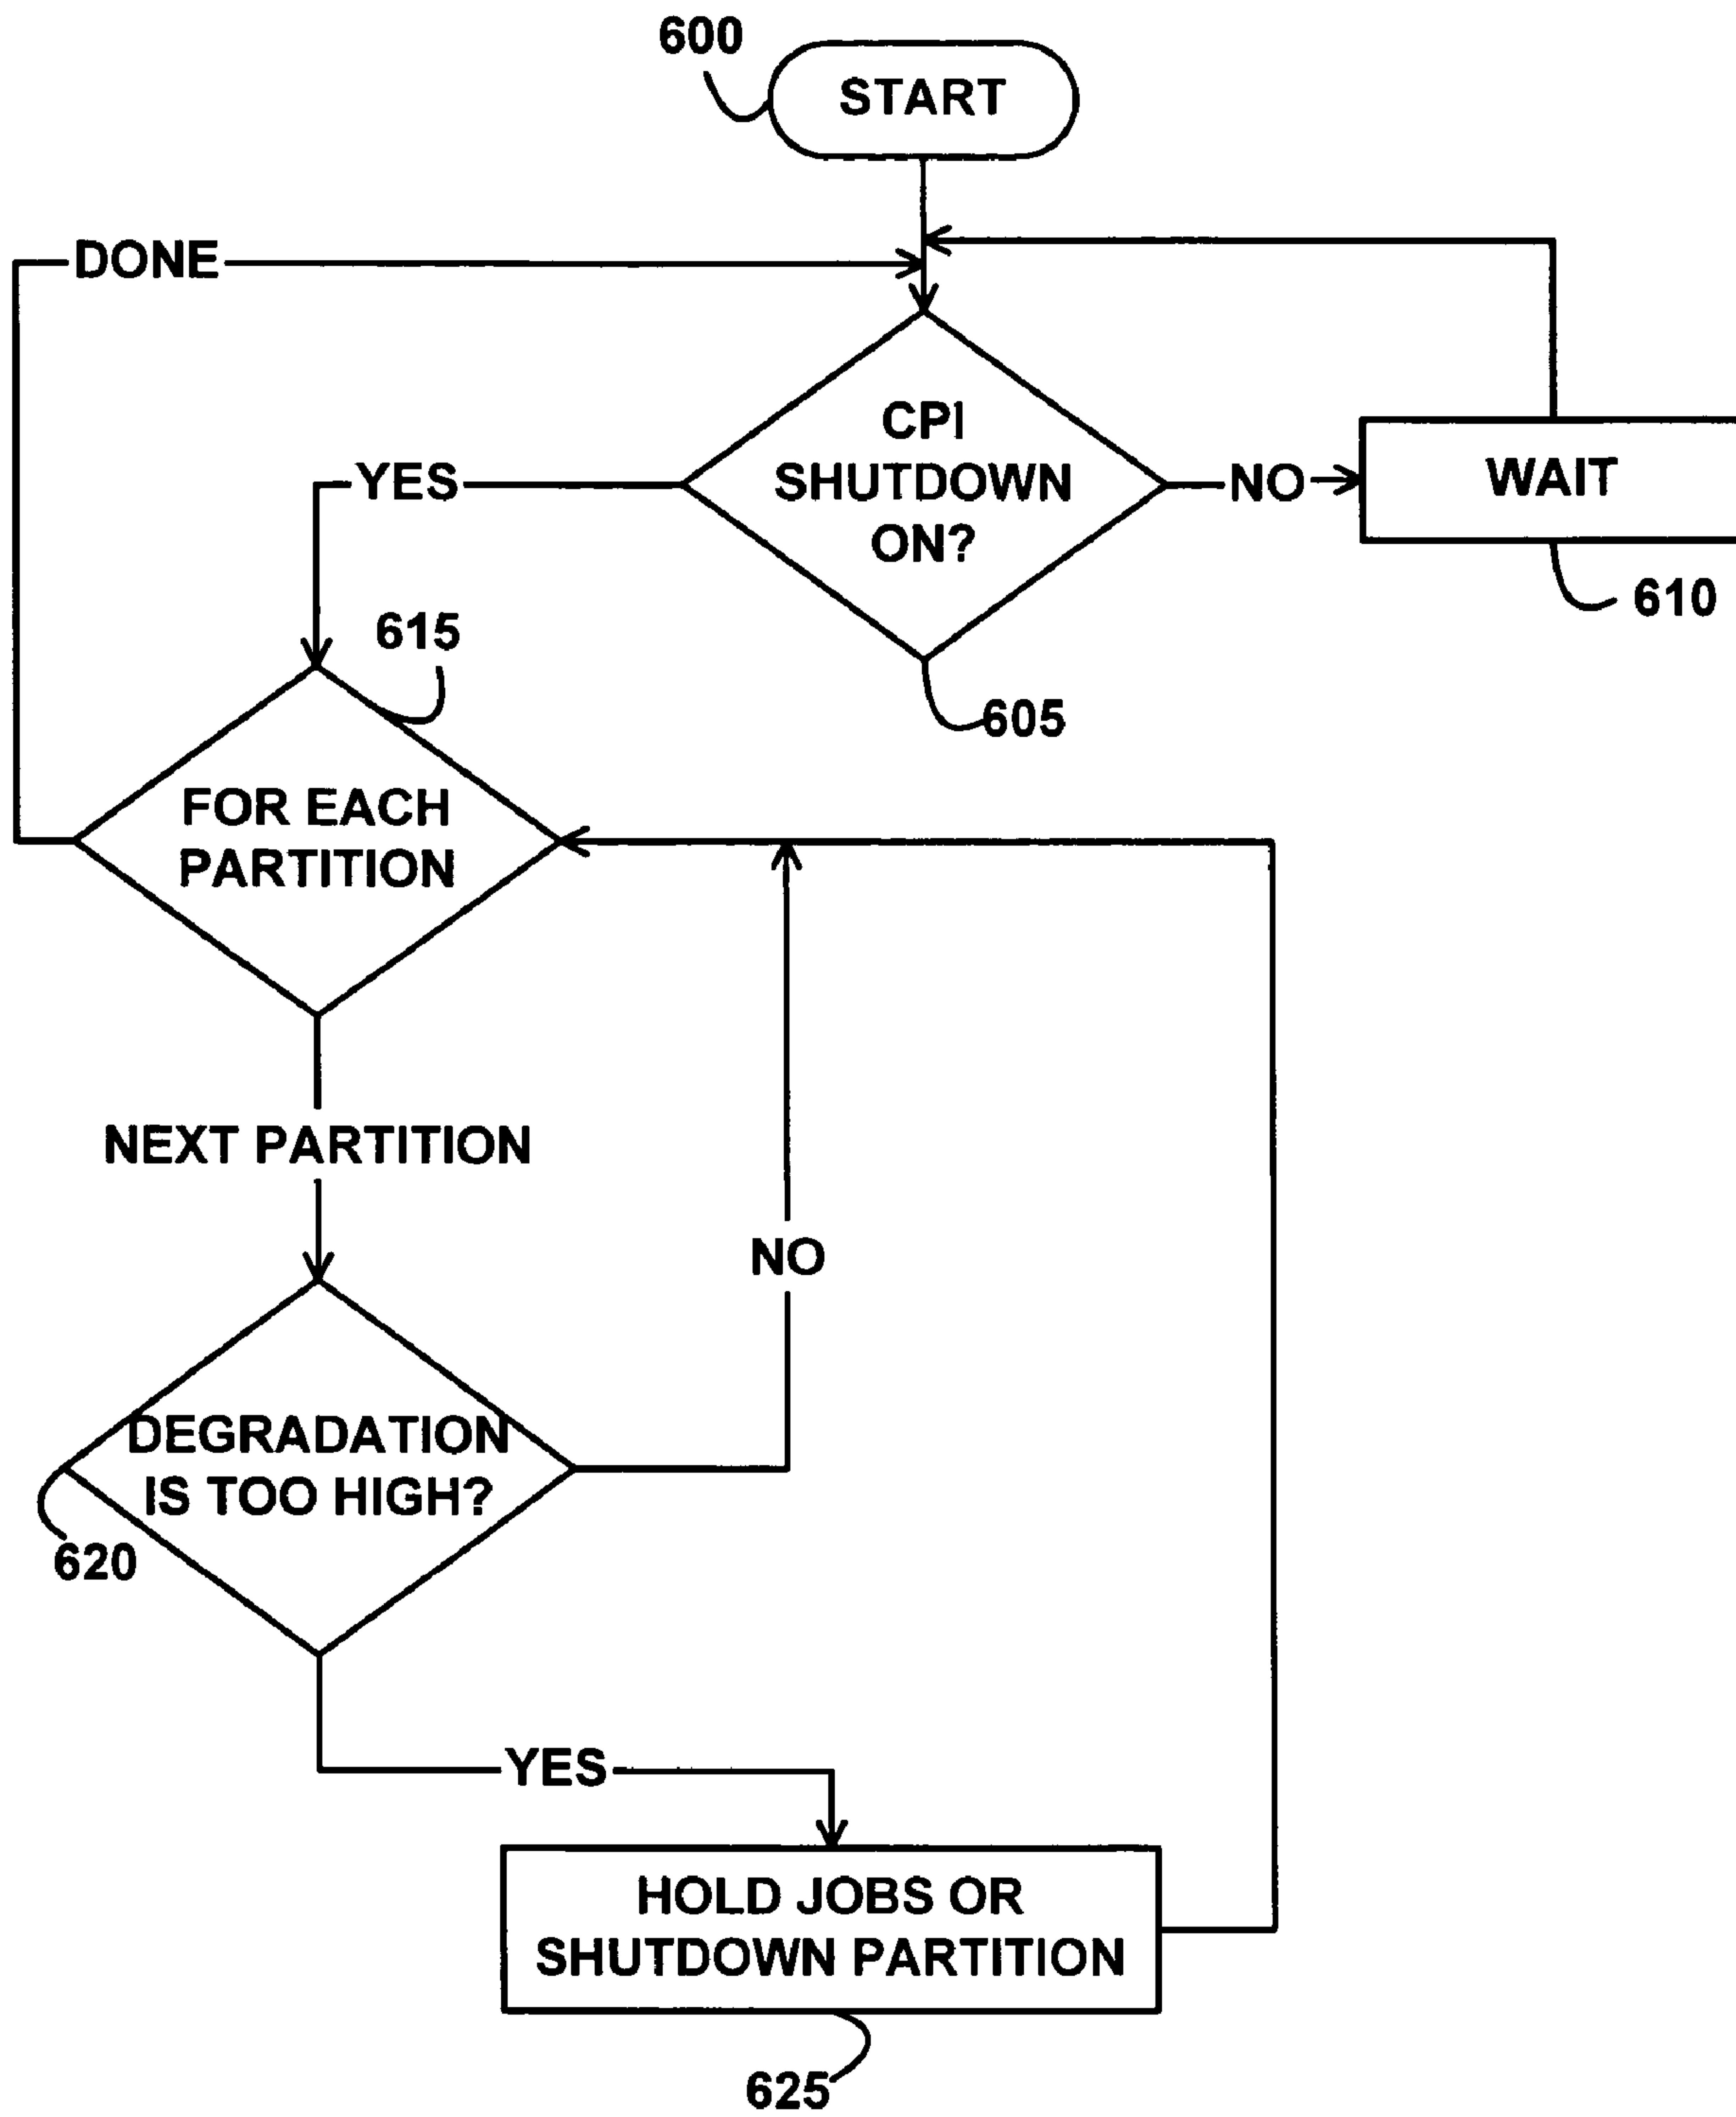 600
START
DONE
CPI
SHUTDOWN
ON?
YES
NO
WAIT
610
615
605
FOR EACH
PARTITION
NEXT PARTITION
NO
DEGRADATION
IS TOO HIGH?
620
YES
HOLD JOBS OR
SHUTDOWN PARTITION
625